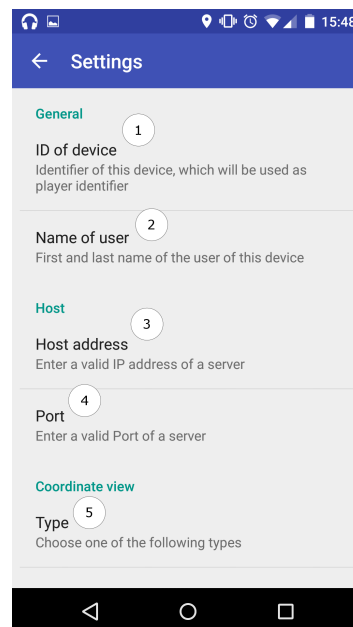 15:48
Settings
General
1
ID of device
Identifier of this device, which will be used as
player identifier
2
Name of user
First and last name of the user of this device
Host
3
Host address
Enter a valid IP address of a server
4
Port
Enter a valid Port of a server
Coordinate view
5
Type
Choose one of the following types